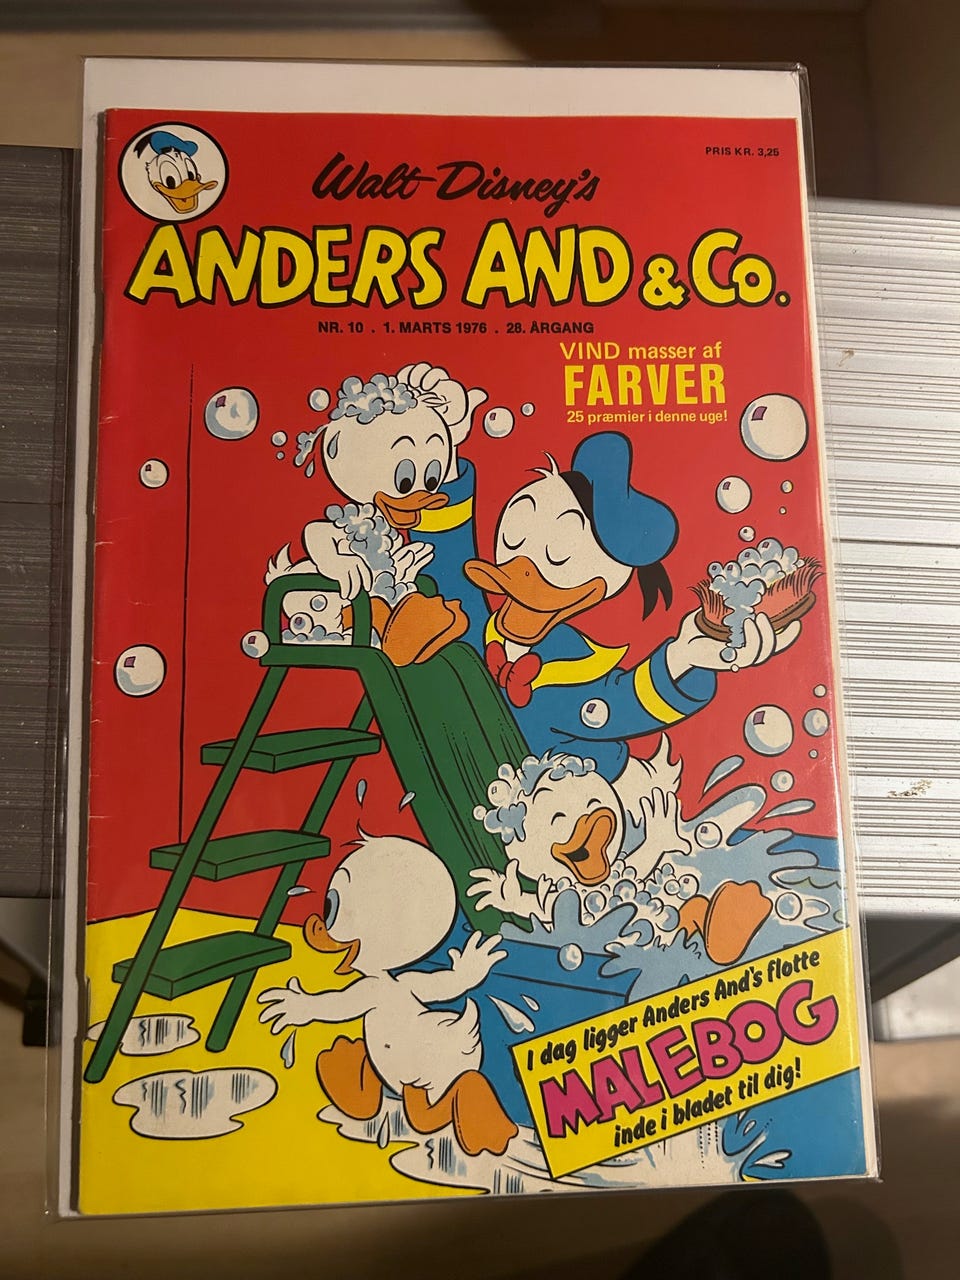 PRIS KR. 3,25
Walt Disney's
ANDERS AND & Co.
NR. 10 . 1. MARTS 1976 . 28. ÅRGANG
VIND masser af
FARVER
25 præmier i denne uge!
I dag ligger Anders And's flotte
MALEBOG
inde i bladet til dig!